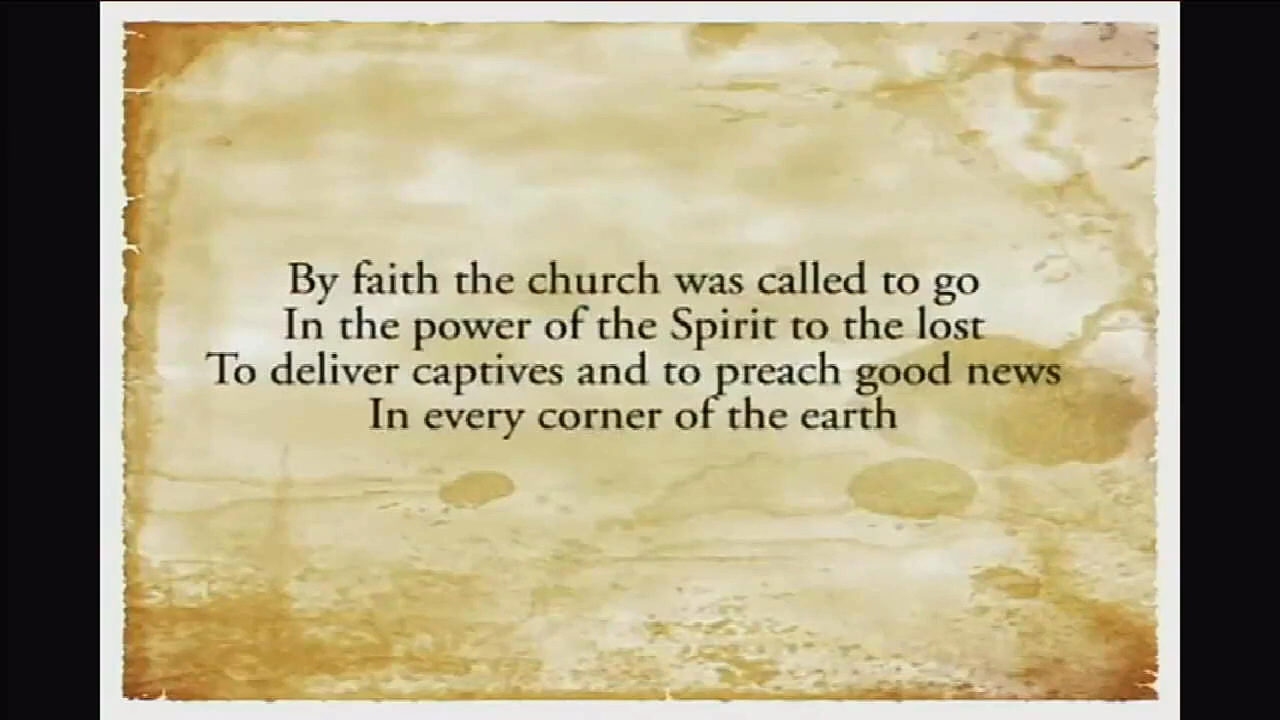 By faith the church was called to go
In the power of the Spirit to the lost
To deliver captives and to preach good news
In every corner of the earth